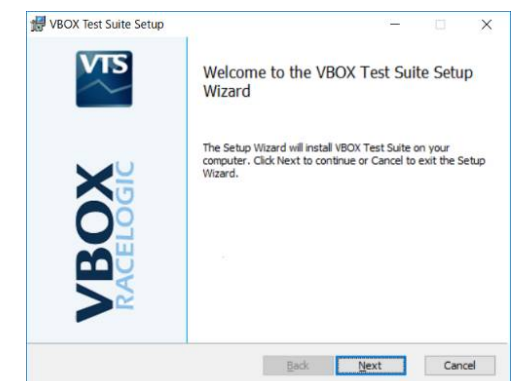 VBOX Test Suite Setup
VTS
VBOX
RACELOGIC
Welcome to the VBOX Test Suite Setup
Wizard
The Setup Wizard will install VBOX Test Suite on your
computer. Click Next to continue or Cancel to exit the Setup
Wizard.
Back Next Cancel